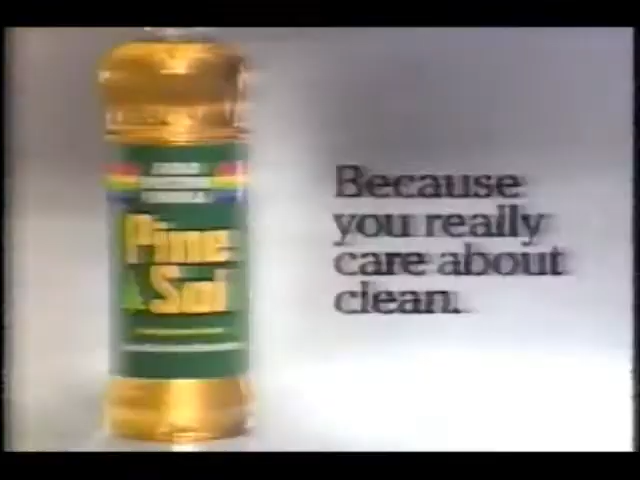 Pine
Sol
Because
you really
care about
clean.